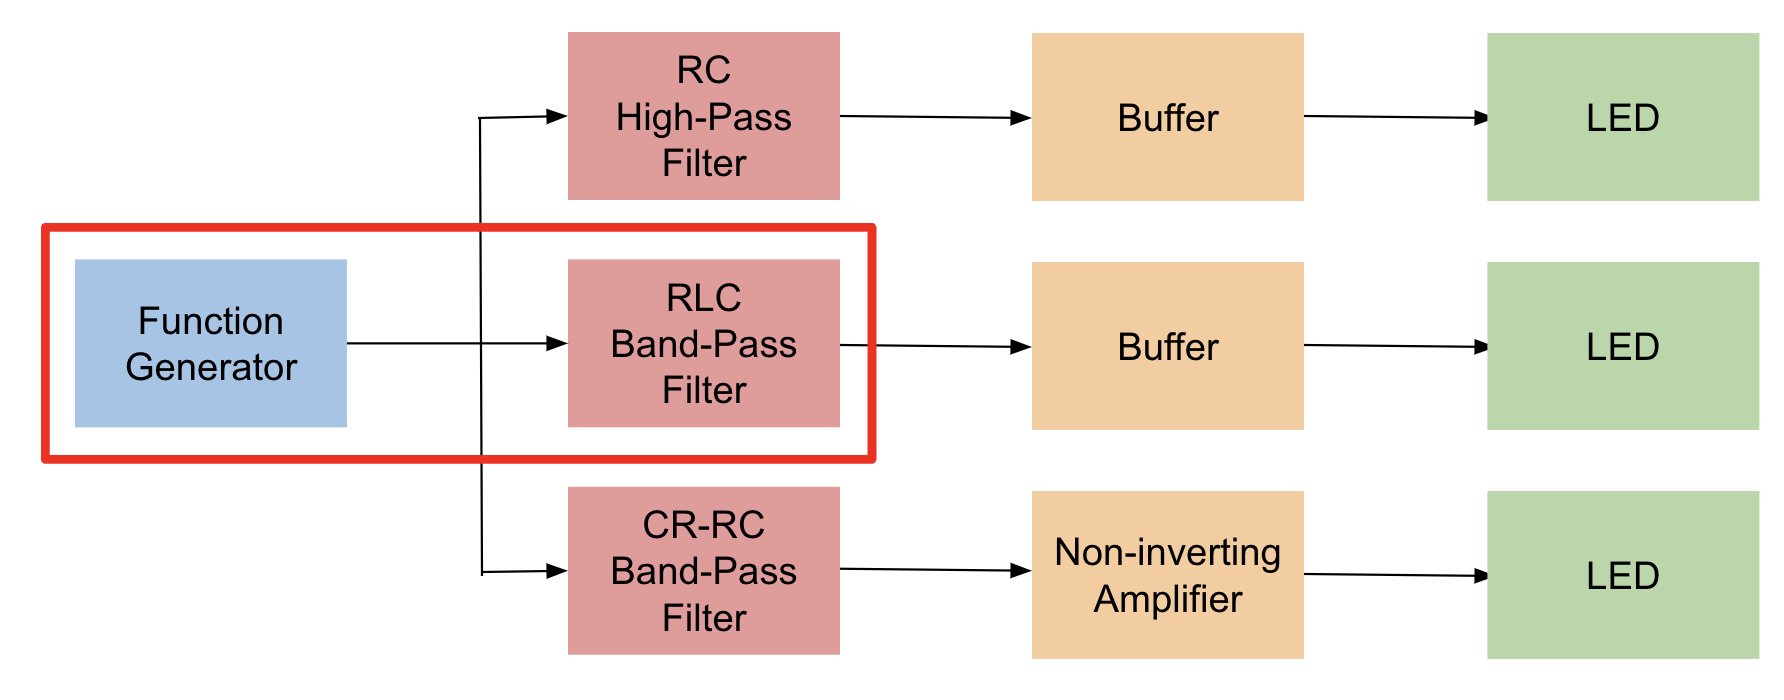 RC
High-Pass
Filter
Buffer
LED
Function
Generator
RLC
Band-Pass
Filter
Buffer
LED
CR-RC
Band-Pass
Filter
Non-inverting
Amplifier
LED